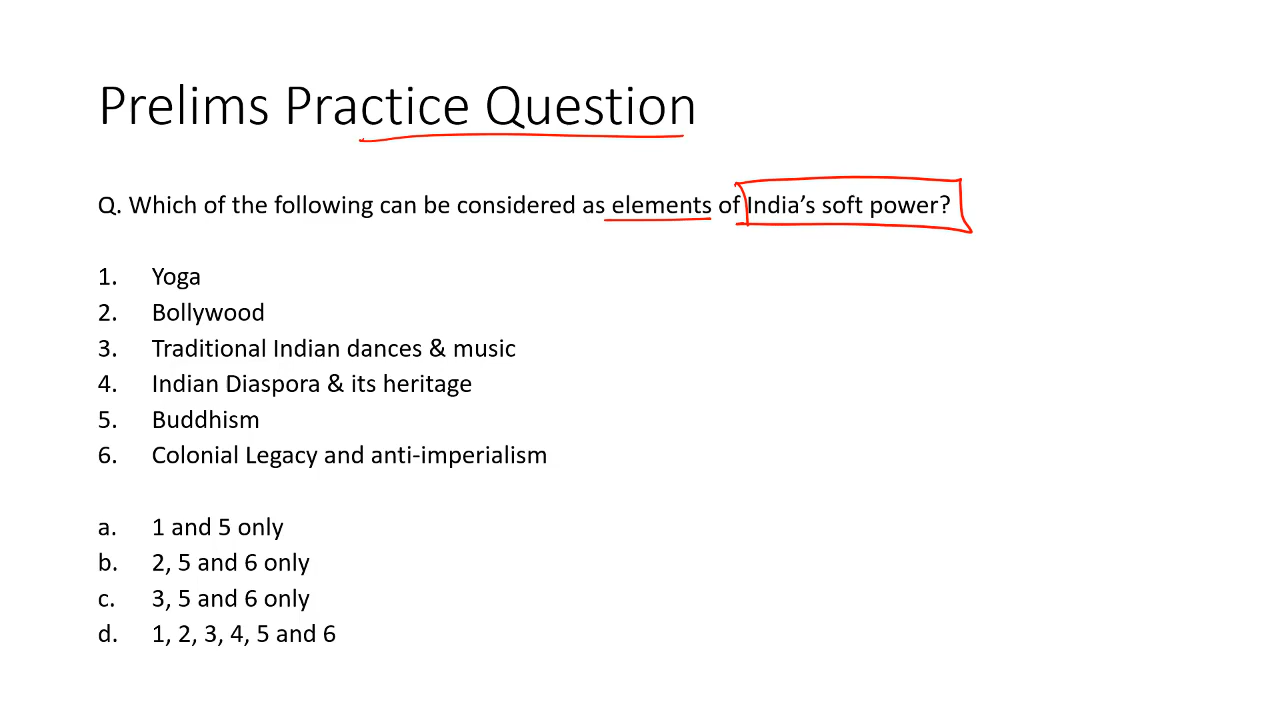 Prelims Practice Question
Q. Which of the following can be considered as elements of India's soft power?
1. Yoga
2. Bollywood
3. Traditional Indian dances & music
4. Indian Diaspora & its heritage
5. Buddhism
6. Colonial Legacy and anti-imperialism
a. 1 and 5 only
b. 2, 5 and 6 only
c. 3, 5 and 6 only
d. 1, 2, 3, 4, 5 and 6